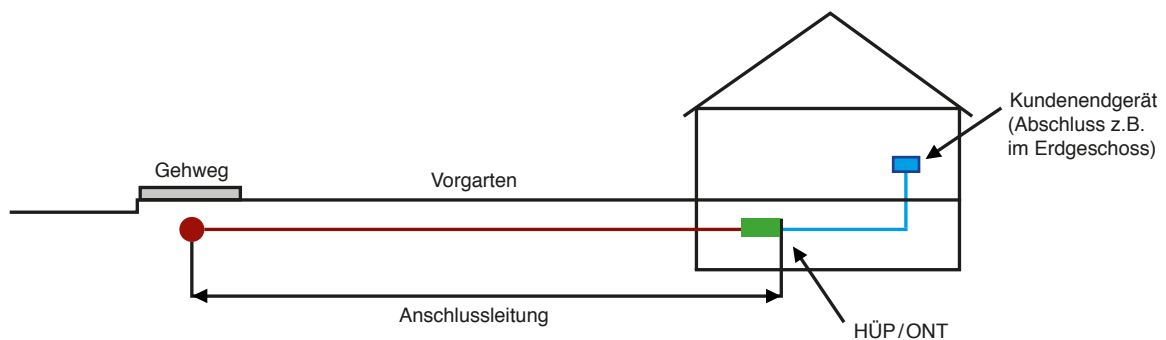 Kundenendgerät
(Abschluss z.B.
im Erdgeschoss)
Gehweg
Vorgarten
Anschlussleitung
HÜP/ONT